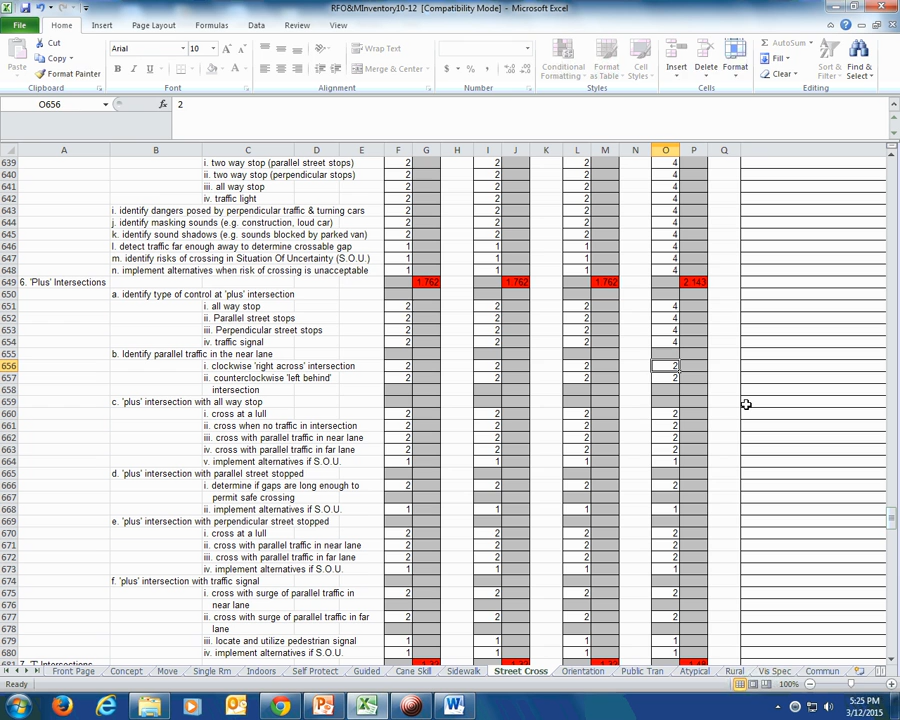 RFO&MInventory10-12 [Compatibility Mode] - Microsoft Excel
File Home Insert Page Layout Formulas Data Review View
Cut
Copy
Format Painter
Paste
Clipboard
Arial 10
B I U
Font
Wrap Text
Merge & Center
Alignment
$ % ,
Number
Conditional Formatting
Format as Table
Cell Styles
Styles
Insert Delete Format
Cells
AutoSum
Fill
Clear
Sort & Filter
Find & Select
Editing
O656 fx 2
A B C D E F G H I J K L M N O P Q
639 i. two way stop (parallel street stops) 2 2 2 4
640 ii. two way stop (perpendicular stops) 2 2 2 4
641 iii. all way stop 2 2 2 4
642 iv. traffic light 2 2 2 4
643 i. identify dangers posed by perpendicular traffic & turning cars 2 2 2 4
644 j. identify masking sounds (e.g. construction, loud car) 2 2 2 4
645 k. identify sound shadows (e.g. sounds blocked by parked van) 2 2 2 4
646 l. detect traffic far enough away to determine crossable gap 1 1 1 4
647 m. identify risks of crossing in Situation Of Uncertainty (S.O.U.) 1 1 1 4
648 n. implement alternatives when risk of crossing is unacceptable 1 1 1 4
649 6. 'Plus' Intersections 1.762 1.762 1.762 2.143
650 a. identify type of control at 'plus' intersection
651 i. all way stop 2 2 2 4
652 ii. Parallel street stops 2 2 2 4
653 iii. Perpendicular street stops 2 2 2 4
654 iv. traffic signal 2 2 2 4
655 b. Identify parallel traffic in the near lane
656 i. clockwise 'right across' intersection 2 2 2 2
657 ii. counterclockwise 'left behind' 2 2 2 2
658 intersection
659 c. 'plus' intersection with all way stop
660 i. cross at a lull 2 2 2 2
661 ii. cross when no traffic in intersection 2 2 2 2
662 iii. cross with parallel traffic in near lane 2 2 2 2
663 iv. cross with parallel traffic in far lane 2 2 2 2
664 v. implement alternatives if S.O.U. 1 1 1 1
665 d. 'plus' intersection with parallel street stopped
666 i. determine if gaps are long enough to 2 2 2 2
667 permit safe crossing
668 ii. implement alternatives if S.O.U. 1 1 1 1
669 e. 'plus' intersection with perpendicular street stopped
670 i. cross at a lull 2 2 2 2
671 ii. cross with parallel traffic in near lane 2 2 2 2
672 iii. cross with parallel traffic in far lane 2 2 2 2
673 iv. implement alternatives if S.O.U. 1 1 1 1
674 f. 'plus' intersection with traffic signal
675 i. cross with surge of parallel traffic in 2 2 2 2
676 near lane
677 ii. cross with surge of parallel traffic in far 2 2 2 2
678 lane
679 iii. locate and utilize pedestrian signal 1 1 1 1
680 iv. implement alternatives if S.O.U. 1 1 1 1
Front Page Concept Move Single Rm Indoors Self Protect Guided Cane Skill Sidewalk Street Cross Orientation Public Tran Atypical Rural Vis Spec Commun
Ready 100%
5:25 PM
3/12/2015